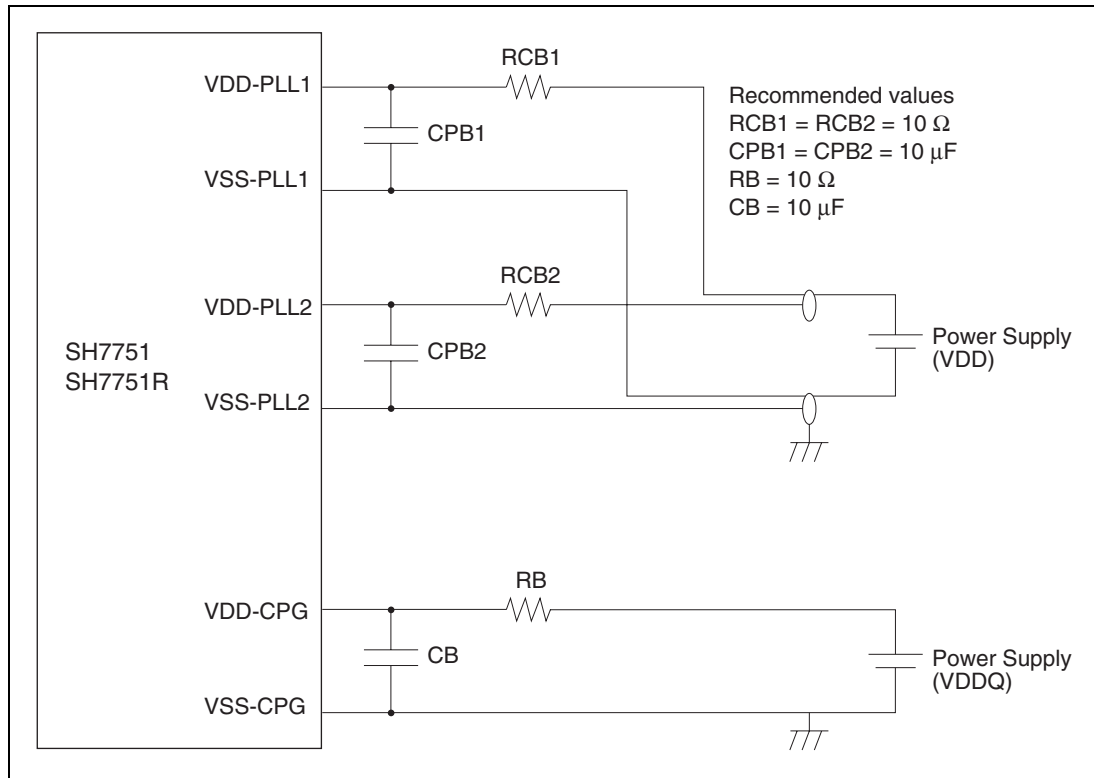 RCB1
VDD-PLL1
Recommended values
RCB1 = RCB2 = 10 Ω
CPB1 = CPB2 = 10 μF
RB = 10 Ω
CB = 10 μF
CPB1
VSS-PLL1
RCB2
VDD-PLL2
Power Supply
(VDD)
SH7751
SH7751R
CPB2
VSS-PLL2
RB
VDD-CPG
CB
Power Supply
(VDDQ)
VSS-CPG